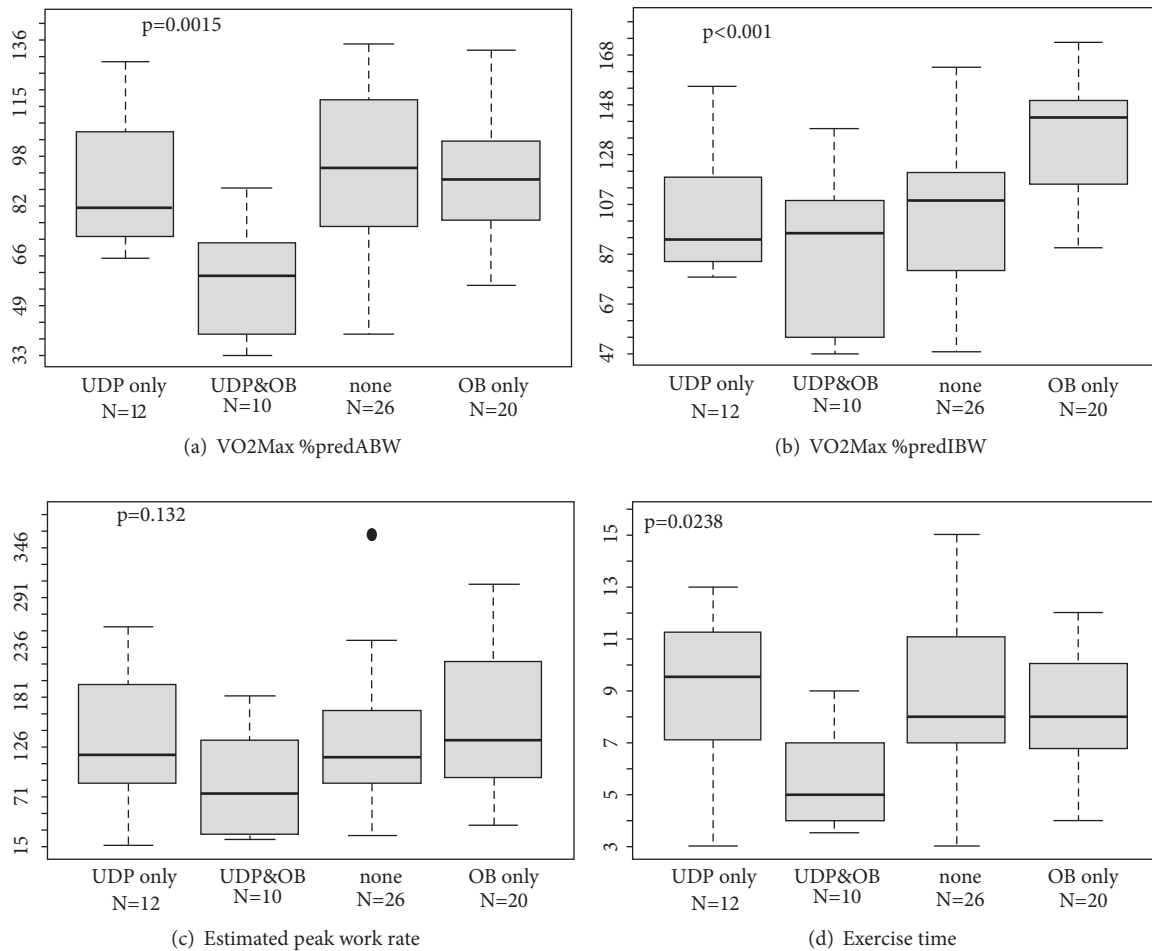 p=0.0015
136
115
98
82
66
49
33
UDP only
N=12
UDP&OB
N=10
none
N=26
OB only
N=20
(a) VO2Max %predABW
p<0.001
168
148
128
107
87
67
47
UDP only
N=12
UDP&OB
N=10
none
N=26
OB only
N=20
(b) VO2Max %predIBW
p=0.132
346
291
236
181
126
71
15
UDP only
N=12
UDP&OB
N=10
none
N=26
OB only
N=20
(c) Estimated peak work rate
p=0.0238
15
13
11
9
7
5
3
UDP only
N=12
UDP&OB
N=10
none
N=26
OB only
N=20
(d) Exercise time